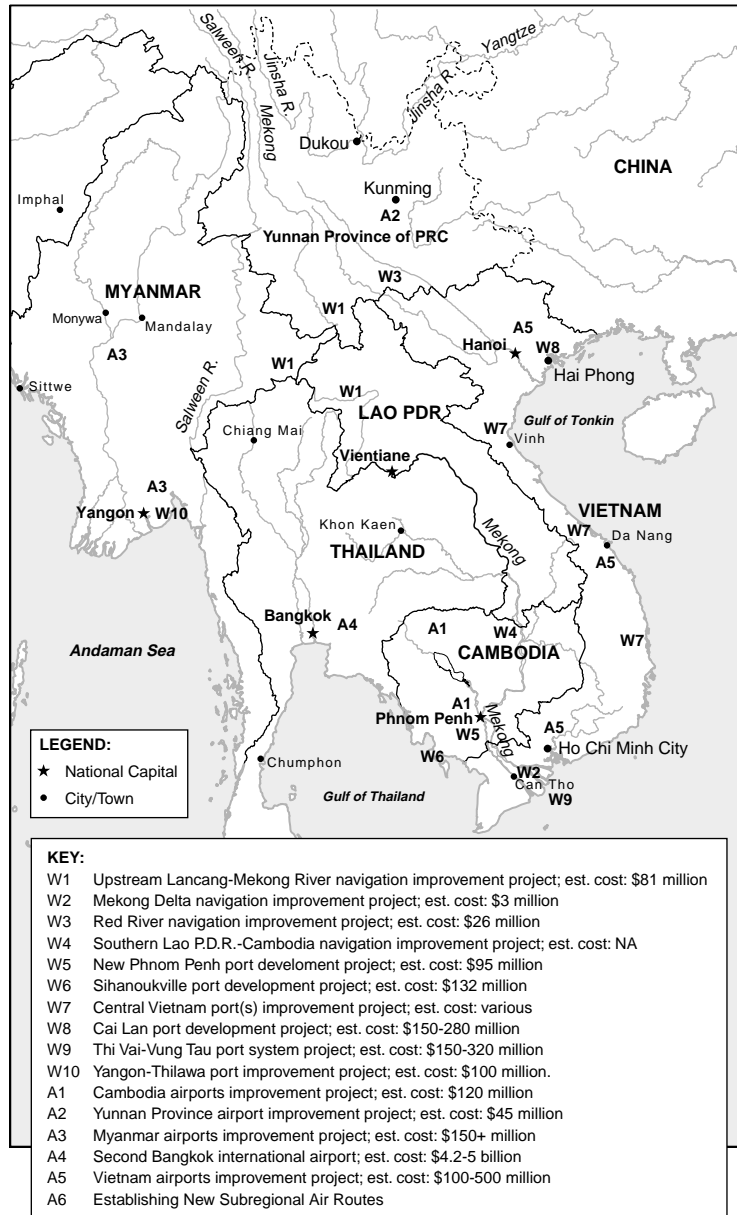 Salween R.
Jinsha R.
Mekong
Yangtze
Jinsha R.
Dukou
CHINA
Kunming
A2
Imphal
Yunnan Province of PRC
W3
MYANMAR
W1
Monywa
Mandalay
A5
Hanoi
W8
A3
Hai Phong
W1
Sittwe
Salween R.
W1
LAO PDR
Gulf of Tonkin
Chiang Mai
W7
Vinh
Vientiane
A3
Yangon
W10
VIETNAM
Khon Kaen
Mekong
W7
THAILAND
Da Nang
A5
Bangkok
A4
A1
W4
W7
Andaman Sea
CAMBODIA
A1
Phnom Penh
Mekong
W5
A5
Ho Chi Minh City
W6
LEGEND:
National Capital
City/Town
Chumphon
W2
Can Tho
Gulf of Thailand
W9
KEY:
W1 Upstream Lancang-Mekong River navigation improvement project; est. cost: $81 million
W2 Mekong Delta navigation improvement project; est. cost: $3 million
W3 Red River navigation improvement project; est. cost: $26 million
W4 Southern Lao P.D.R.-Cambodia navigation improvement project; est. cost: NA
W5 New Phnom Penh port develoment project; est. cost: $95 million
W6 Sihanoukville port development project; est. cost: $132 million
W7 Central Vietnam port(s) improvement project; est. cost: various
W8 Cai Lan port development project; est. cost: $150-280 million
W9 Thi Vai-Vung Tau port system project; est. cost: $150-320 million
W10 Yangon-Thilawa port improvement project; est. cost: $100 million.
A1 Cambodia airports improvement project; est. cost: $120 million
A2 Yunnan Province airport improvement project; est. cost: $45 million
A3 Myanmar airports improvement project; est. cost: $150+ million
A4 Second Bangkok international airport; est. cost: $4.2-5 billion
A5 Vietnam airports improvement project; est. cost: $100-500 million
A6 Establishing New Subregional Air Routes